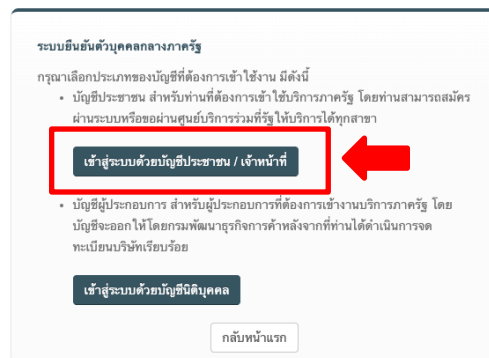 ระบบยืนยันตัวบุคคลกลางภาครัฐ
กรุณาเลือกประเภทของบัญชีที่ต้องการเข้าใช้งาน มีดังนี้
• บัญชีประชาชน สำหรับท่านที่ต้องการเข้าใช้บริการภาครัฐ โดยท่านสามารถสมัคร
ผ่านระบบหรือขอผ่านศูนย์บริการร่วมที่รัฐให้บริการได้ทุกสาขา
เข้าสู่ระบบด้วยบัญชีประชาชน / เจ้าหน้าที่
• บัญชีผู้ประกอบการ สำหรับผู้ประกอบการที่ต้องการเข้างานบริการภาครัฐ โดย
บัญชีจะออกให้โดยกรมพัฒนาธุรกิจการค้าหลังจากที่ท่านได้ดำเนินการจด
ทะเบียนบริษัทเรียบร้อย
เข้าสู่ระบบด้วยบัญชีนิติบุคคล
กลับหน้าแรก